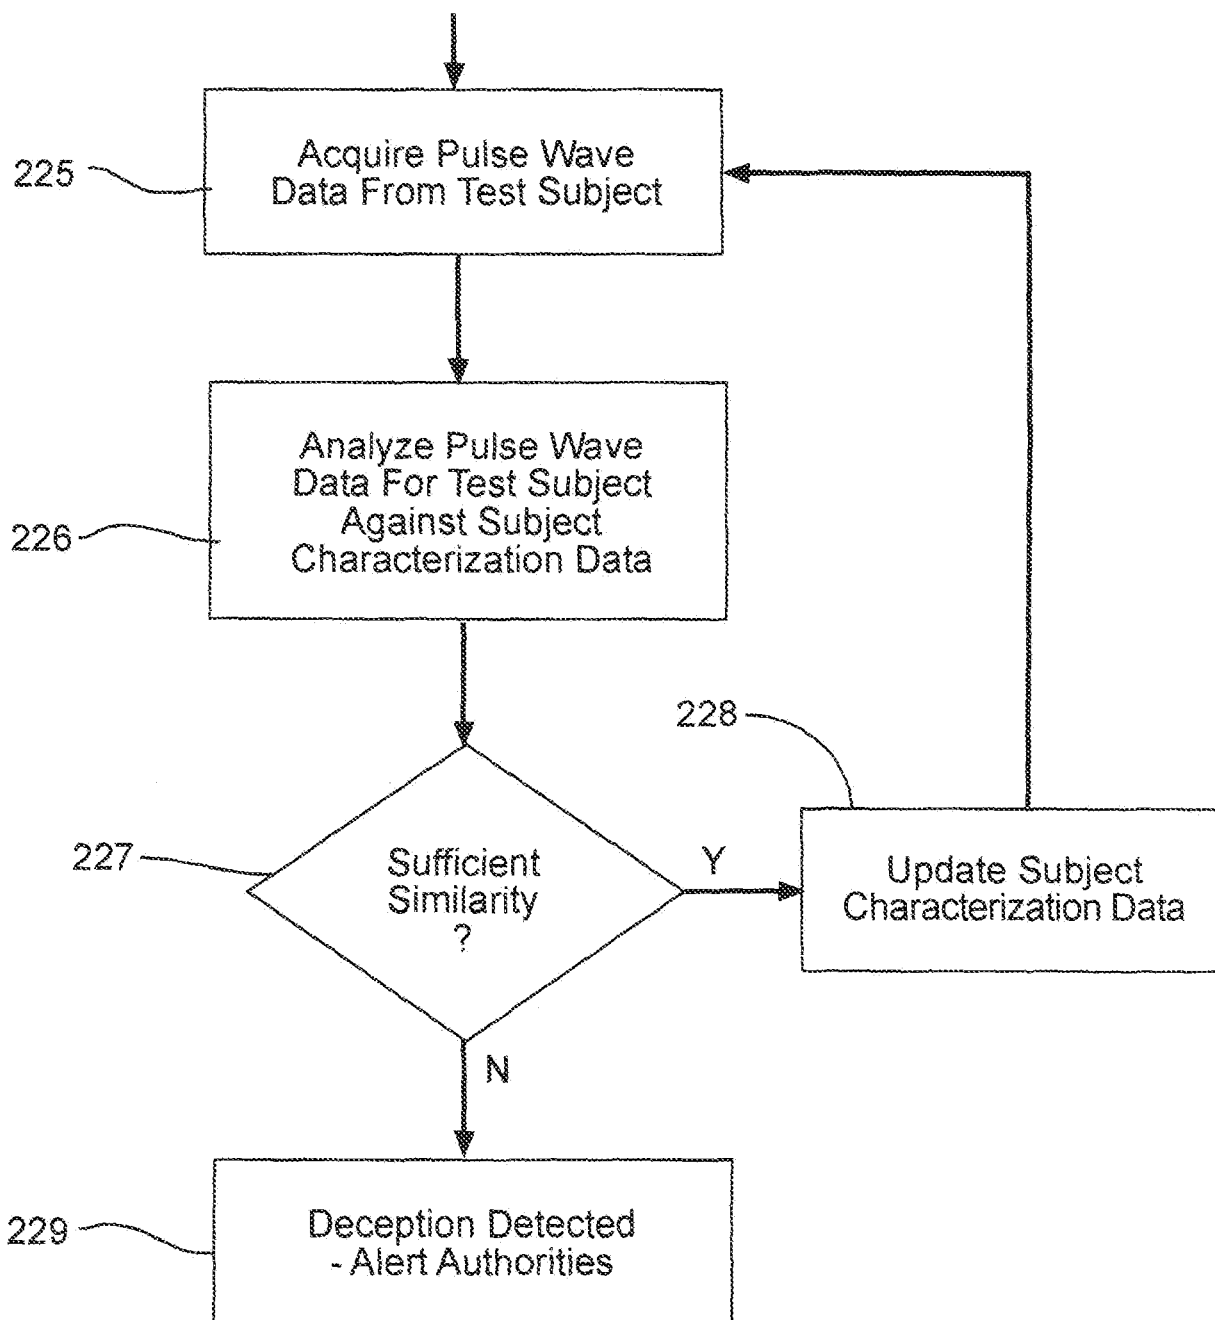 225
Acquire Pulse Wave
Data From Test Subject
226
Analyze Pulse Wave
Data For Test Subject
Against Subject
Characterization Data
227
Sufficient
Similarity
?
Y
228
Update Subject
Characterization Data
N
229
Deception Detected
- Alert Authorities